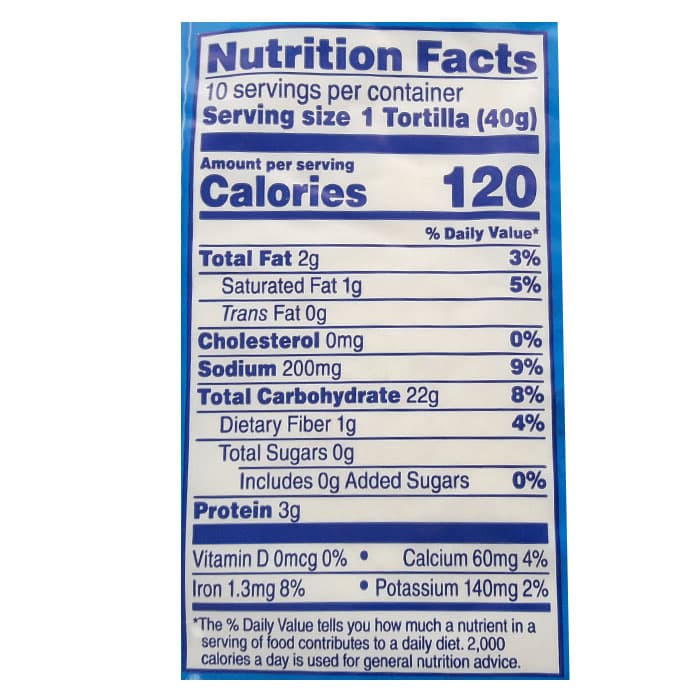 Nutrition Facts
10 servings per container
Serving size 1 Tortilla (40g)
Amount per serving
Calories 120
% Daily Value*
Total Fat 2g 3%
Saturated Fat 1g 5%
Trans Fat 0g
Cholesterol 0mg 0%
Sodium 200mg 9%
Total Carbohydrate 22g 8%
Dietary Fiber 1g 4%
Total Sugars 0g
Includes 0g Added Sugars 0%
Protein 3g
Vitamin D 0mcg 0% • Calcium 60mg 4%
Iron 1.3mg 8% • Potassium 140mg 2%
*The % Daily Value tells you how much a nutrient in a
serving of food contributes to a daily diet. 2,000
calories a day is used for general nutrition advice.